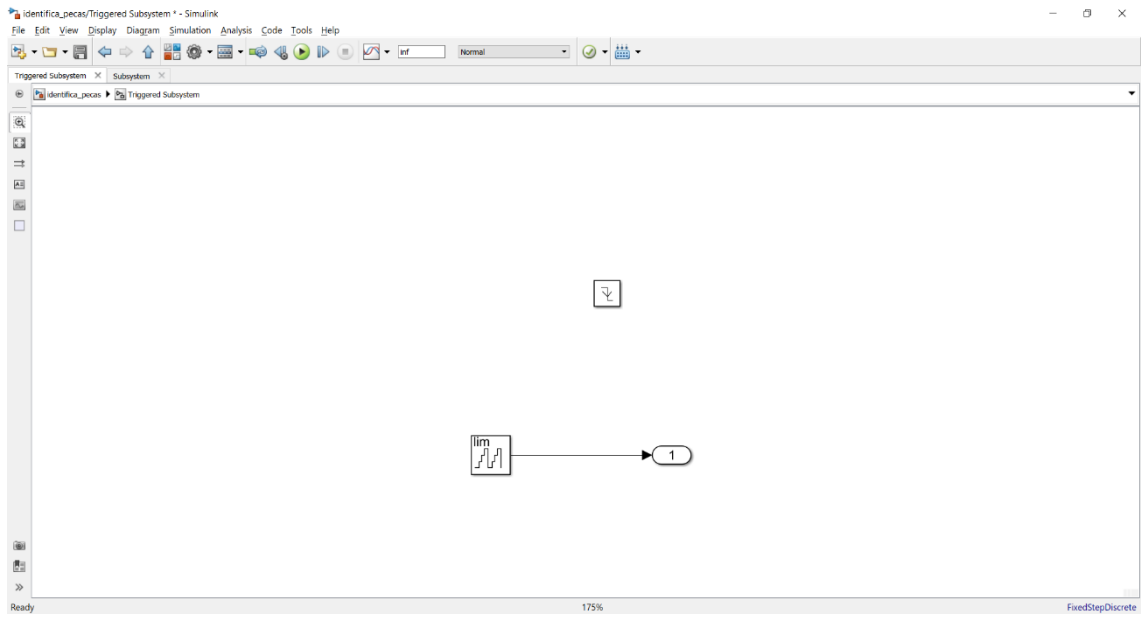 identifica_pecas/Triggered Subsystem * - Simulink
File Edit View Display Diagram Simulation Analysis Code Tools Help
inf Normal
Triggered Subsystem Subsystem
identifica_pecas Triggered Subsystem
lim
1
Ready 175% FixedStepDiscrete